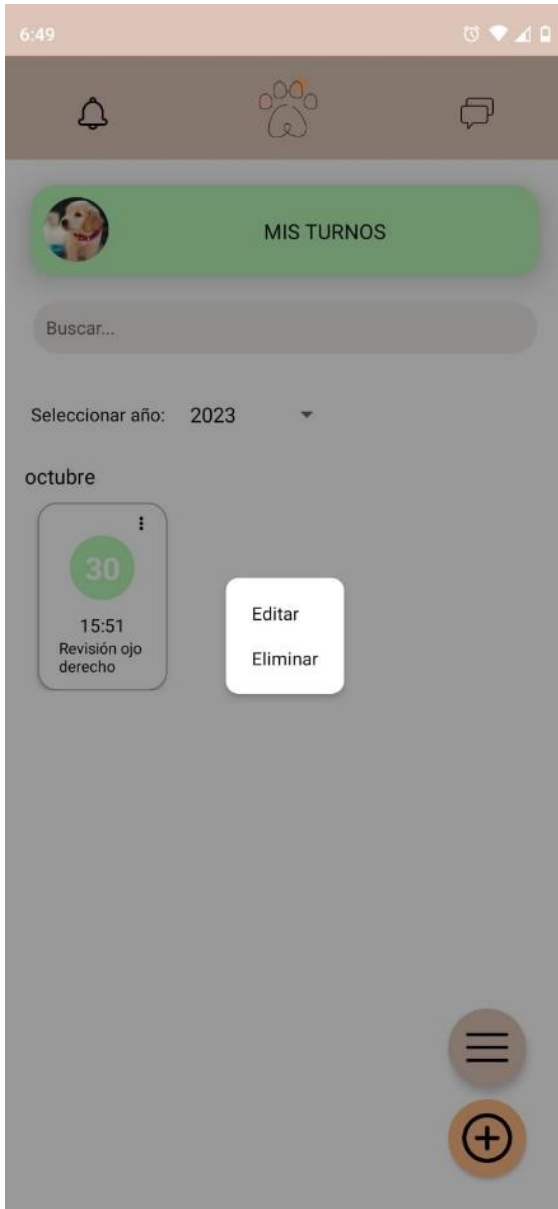 6:49
MIS TURNOS
Buscar...
Seleccionar año: 2023
octubre
30
15:51
Revisión ojo
derecho
Editar
Eliminar